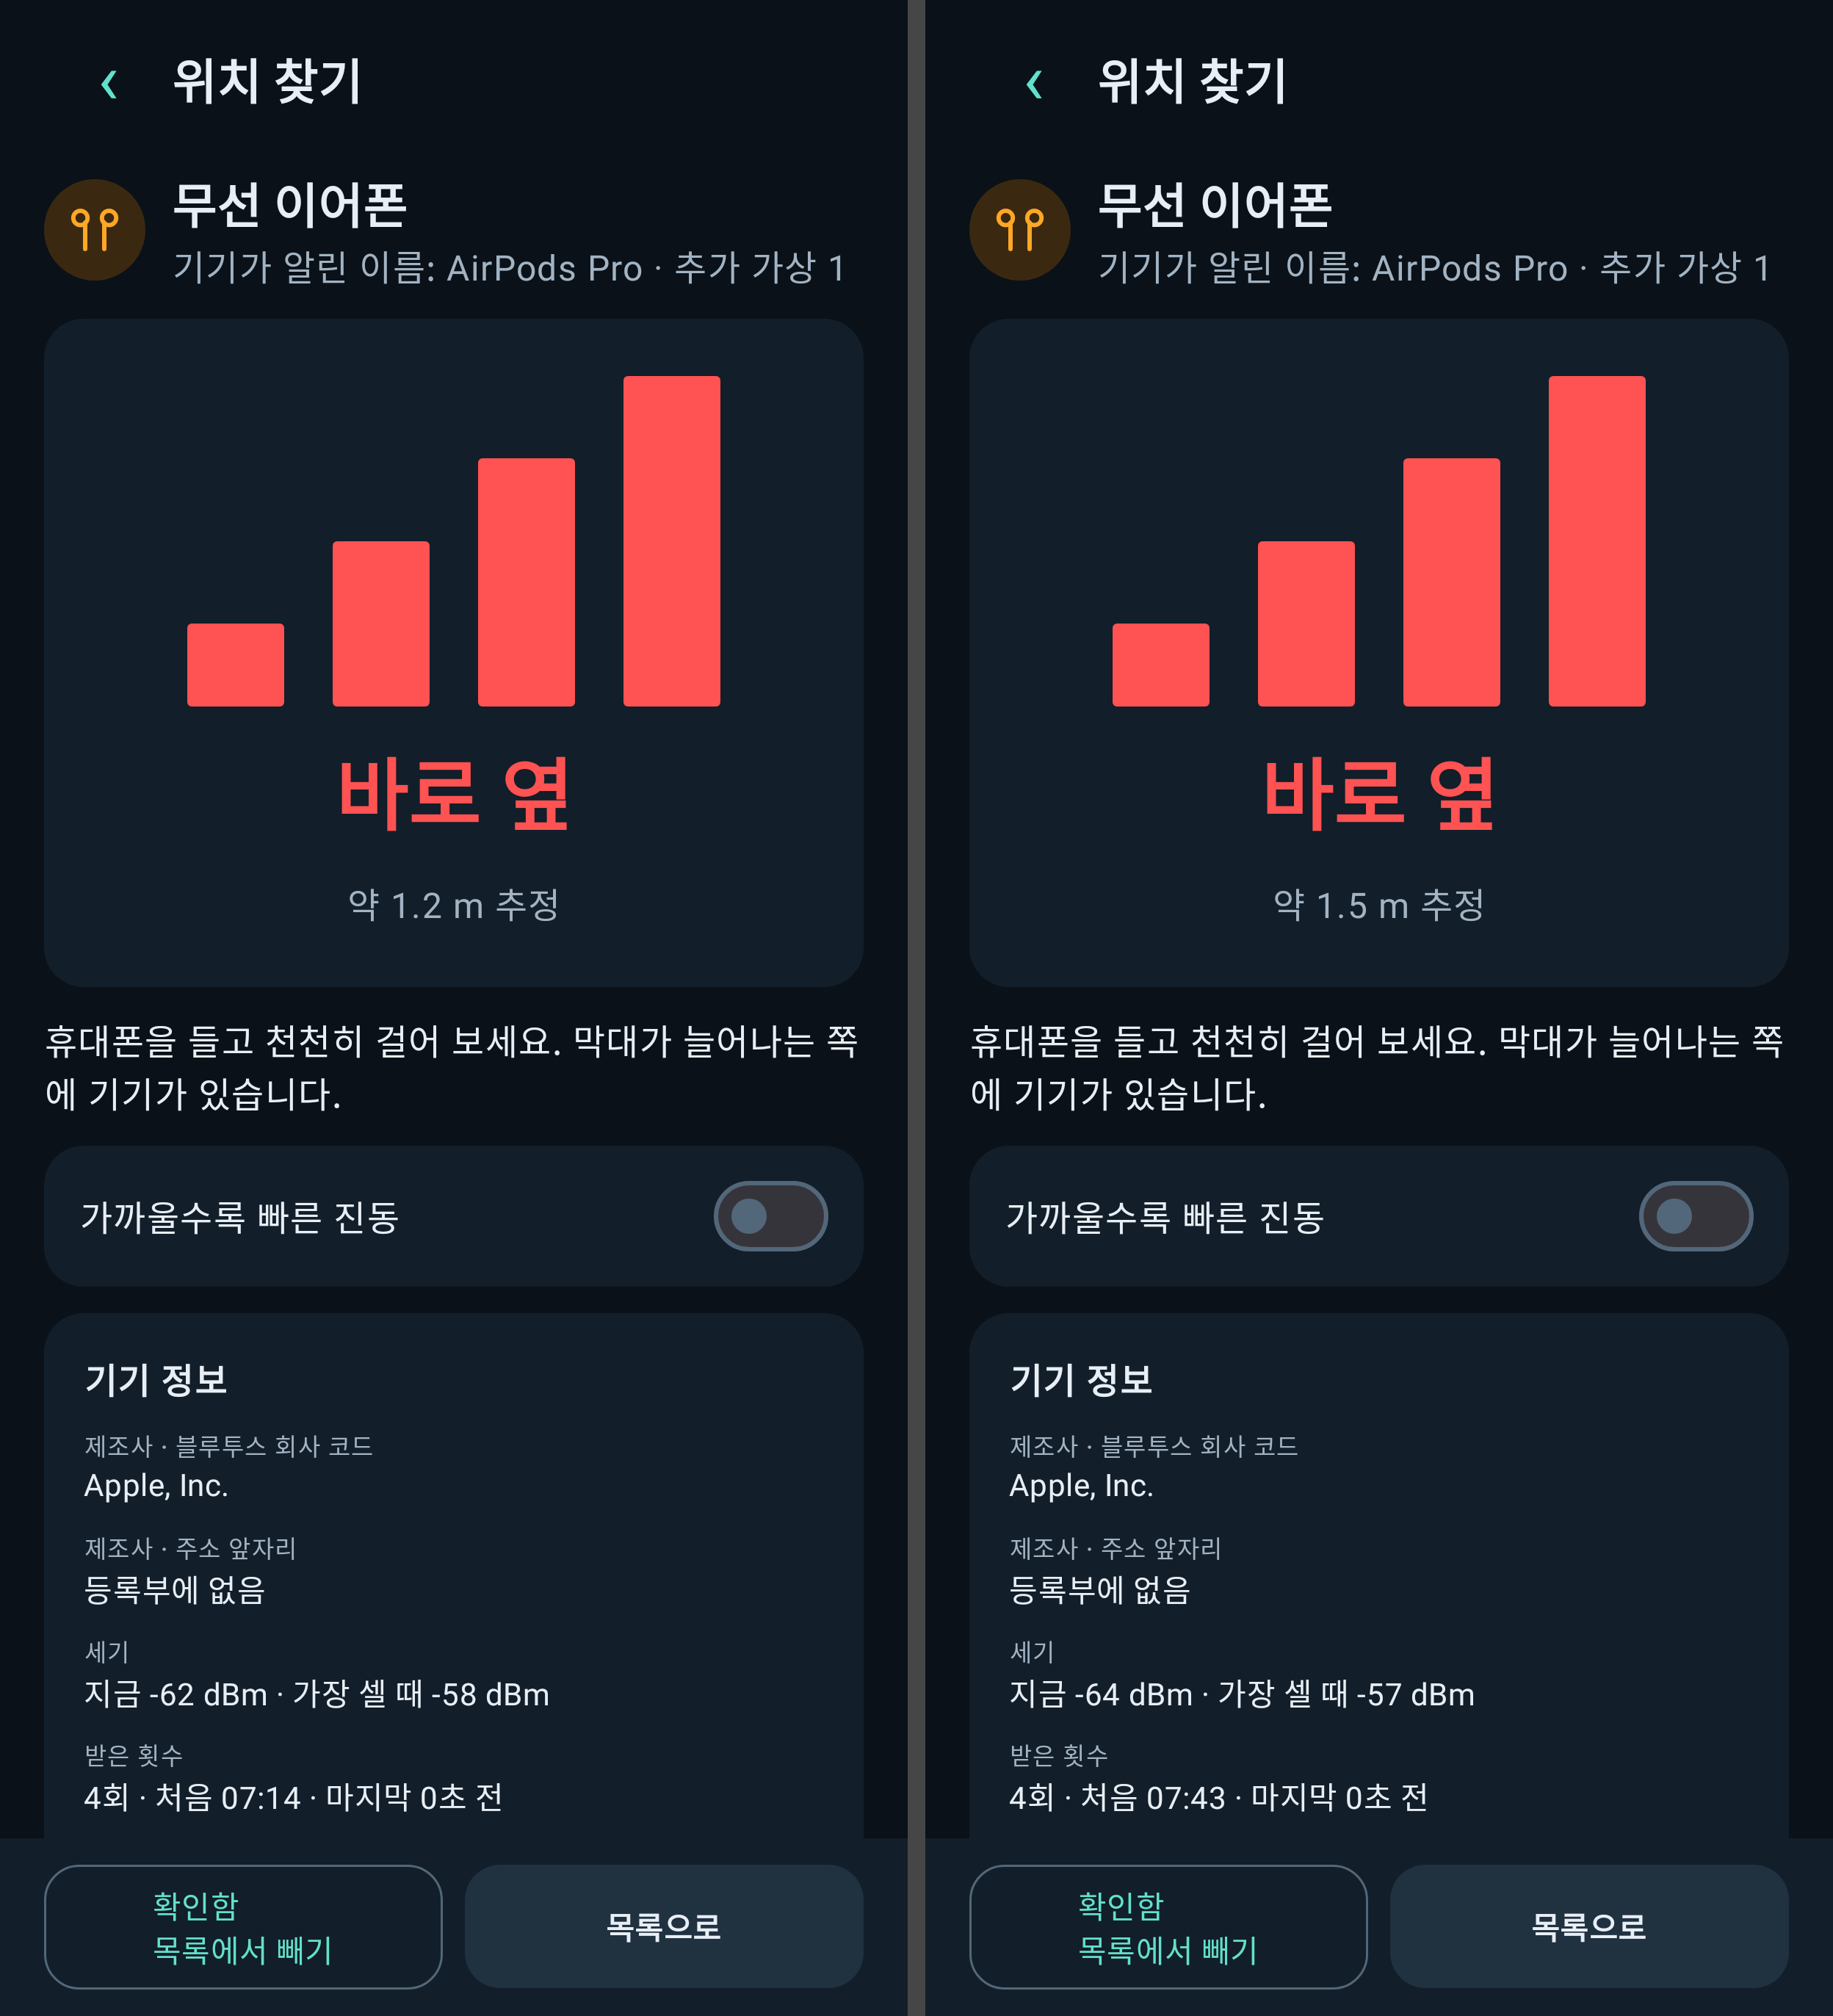 위치 찾기
무선 이어폰
기기가 알린 이름: AirPods Pro · 추가 가상 1
바로 옆
약 1.2 m 추정
휴대폰을 들고 천천히 걸어 보세요. 막대가 늘어나는 쪽
에 기기가 있습니다.
가까울수록 빠른 진동
기기 정보
제조사 · 블루투스 회사 코드
Apple, Inc.
제조사 · 주소 앞자리
등록부에 없음
세기
지금 -62 dBm · 가장 셀 때 -58 dBm
받은 횟수
4회 · 처음 07:14 · 마지막 0초 전
확인함
목록에서 빼기
목록으로
위치 찾기
무선 이어폰
기기가 알린 이름: AirPods Pro · 추가 가상 1
바로 옆
약 1.5 m 추정
휴대폰을 들고 천천히 걸어 보세요. 막대가 늘어나는 쪽
에 기기가 있습니다.
가까울수록 빠른 진동
기기 정보
제조사 · 블루투스 회사 코드
Apple, Inc.
제조사 · 주소 앞자리
등록부에 없음
세기
지금 -64 dBm · 가장 셀 때 -57 dBm
받은 횟수
4회 · 처음 07:43 · 마지막 0초 전
확인함
목록에서 빼기
목록으로